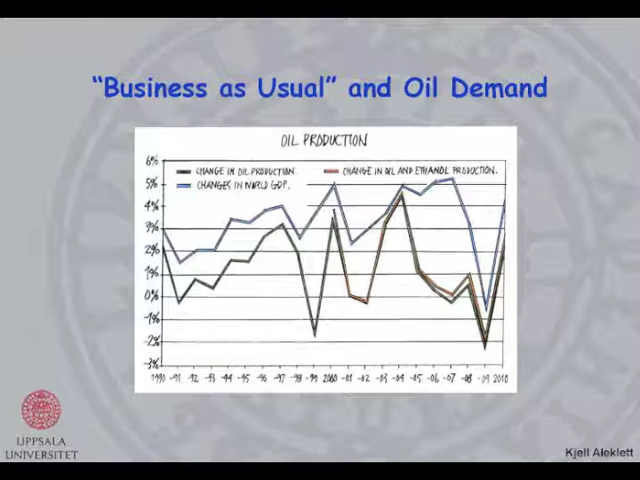 “Business as Usual” and Oil Demand
OIL PRODUCTION
6%
CHANGE IN OIL PRODUCTION. CHANGE IN OIL AND ETHANOL PRODUCTION.
5%
CHANGES IN WORLD GDP.
4%
3%
2%
1%
0%
-1%
-2%
-3%
1990 -91 -92 -93 -94 -95 -96 -97 -98 -99 2000 -01 -02 -03 -04 -05 -06 -07 -08 -09 2010
UPPSALA
UNIVERSITET
Kjell Aleklett